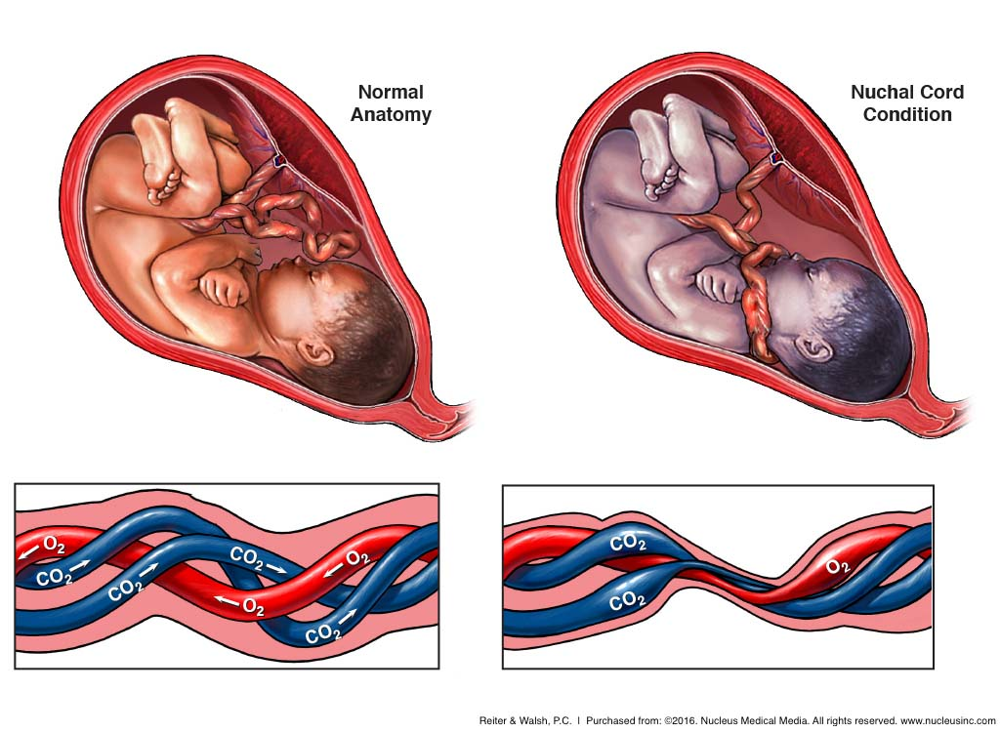 Normal
Anatomy
Nuchal Cord
Condition
O2
CO2
CO2
CO2
O2
O2
CO2
CO2
CO2
O2
Reiter & Walsh, P.C. | Purchased from: ©2016. Nucleus Medical Media. All rights reserved. www.nucleusinc.com